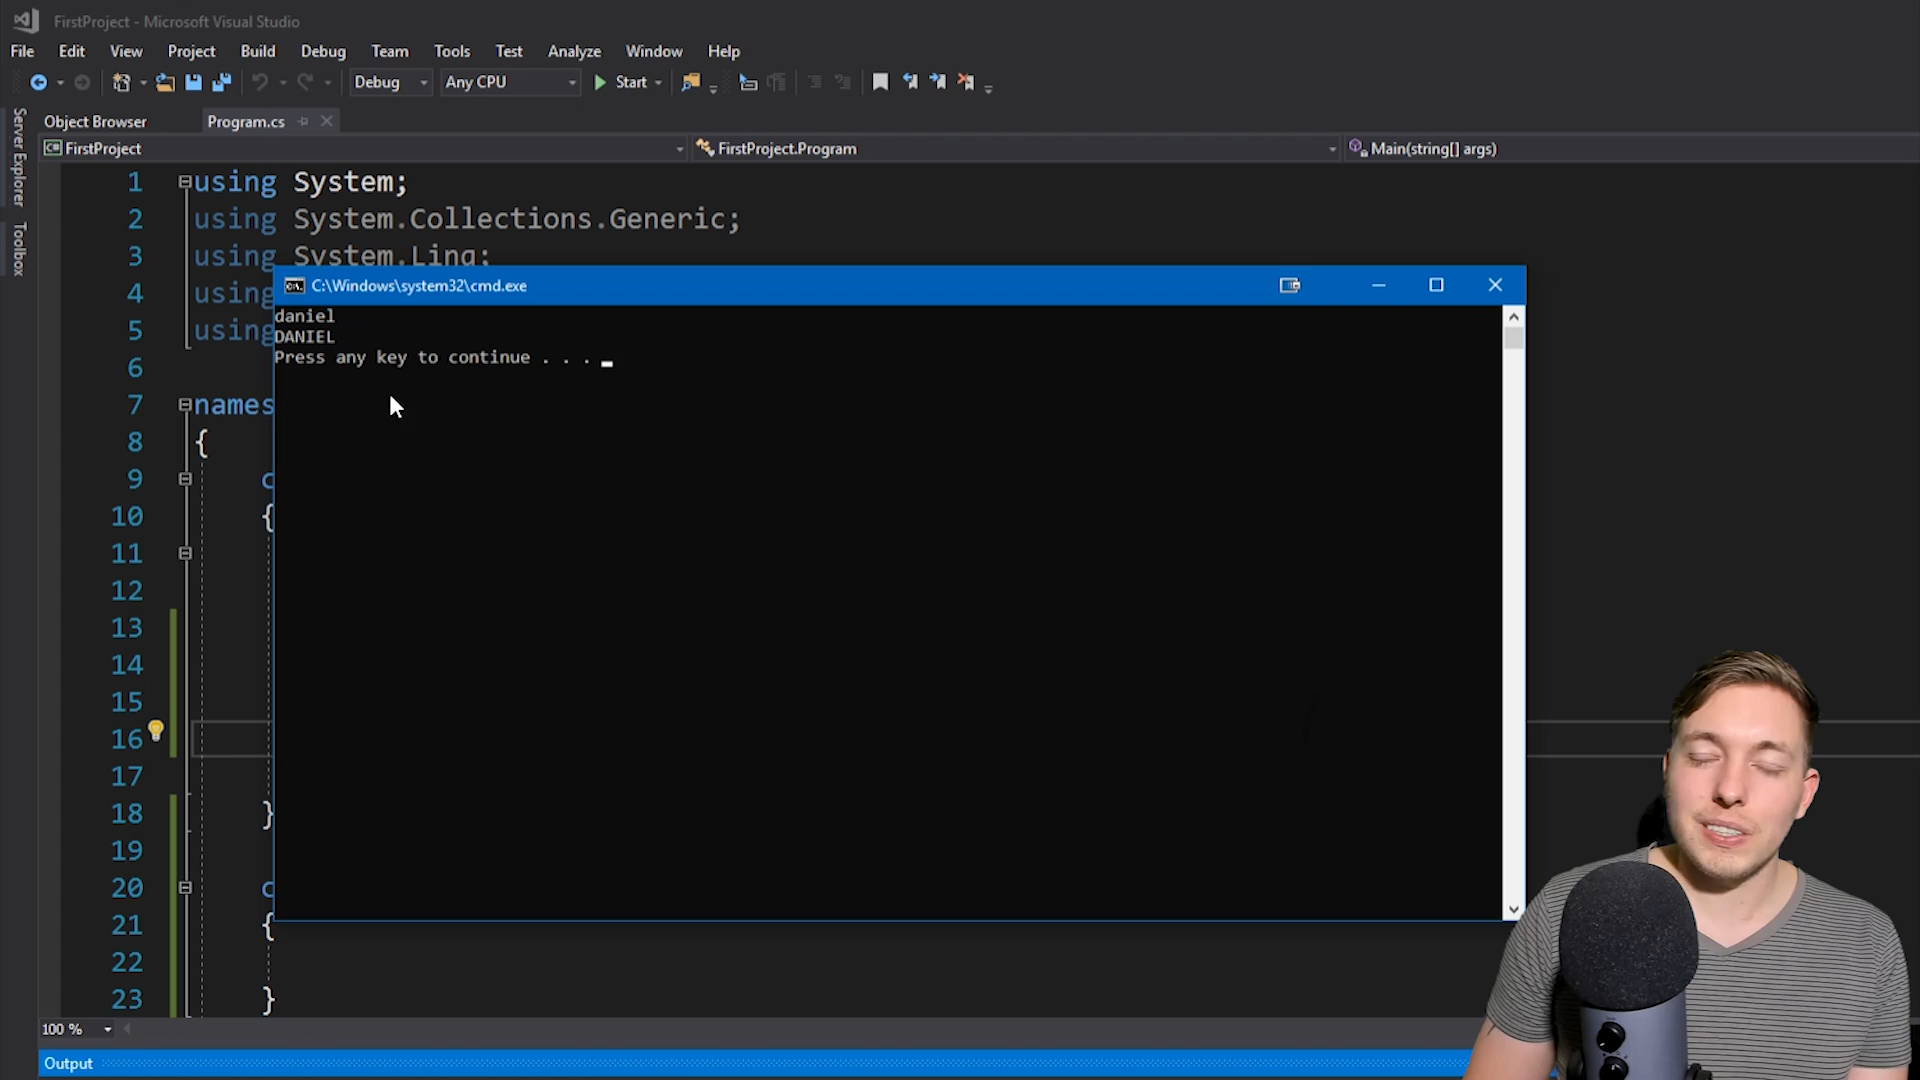 FirstProject - Microsoft Visual Studio
File Edit View Project Build Debug Team Tools Test Analyze Window Help
Debug Any CPU Start
Server Explorer
Toolbox
Object Browser Program.cs
FirstProject FirstProject.Program Main(string[] args)
1 using System;
2 using System.Collections.Generic;
3 using System.Linq;
4 using
5 using
6
7 names
8 {
9 c
10 {
11
12
13
14
15
16
17
18 }
19
20 c
21 {
22
23 }
C:\Windows\system32\cmd.exe
daniel
DANIEL
Press any key to continue . . .
100 %
Output